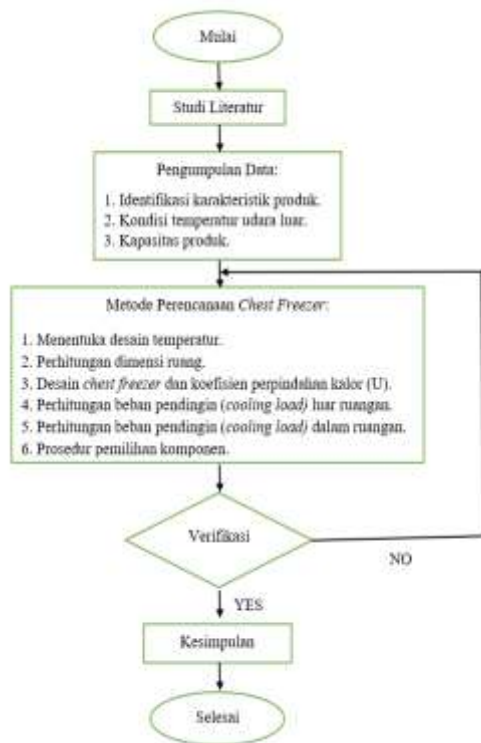 Mulai
Studi Literatur
Pengumpulan Data:
1. Identifikasi karakteristik produk.
2. Kondisi temperatur udara luar.
3. Kapasitas produk.
Metode Perencanaan Chest Freezer:
1. Menentuka desain temperatur.
2. Perhitungan dimensi ruang.
3. Desain chest freezer dan koefisien perpindahan kalor (U).
4. Perhitungan beban pendingin (cooling load) luar ruangan.
5. Perhitungan beban pendingin (cooling load) dalam ruangan.
6. Prosedur pemilihan komponen.
Verifikasi
NO
YES
Kesimpulan
Selesai